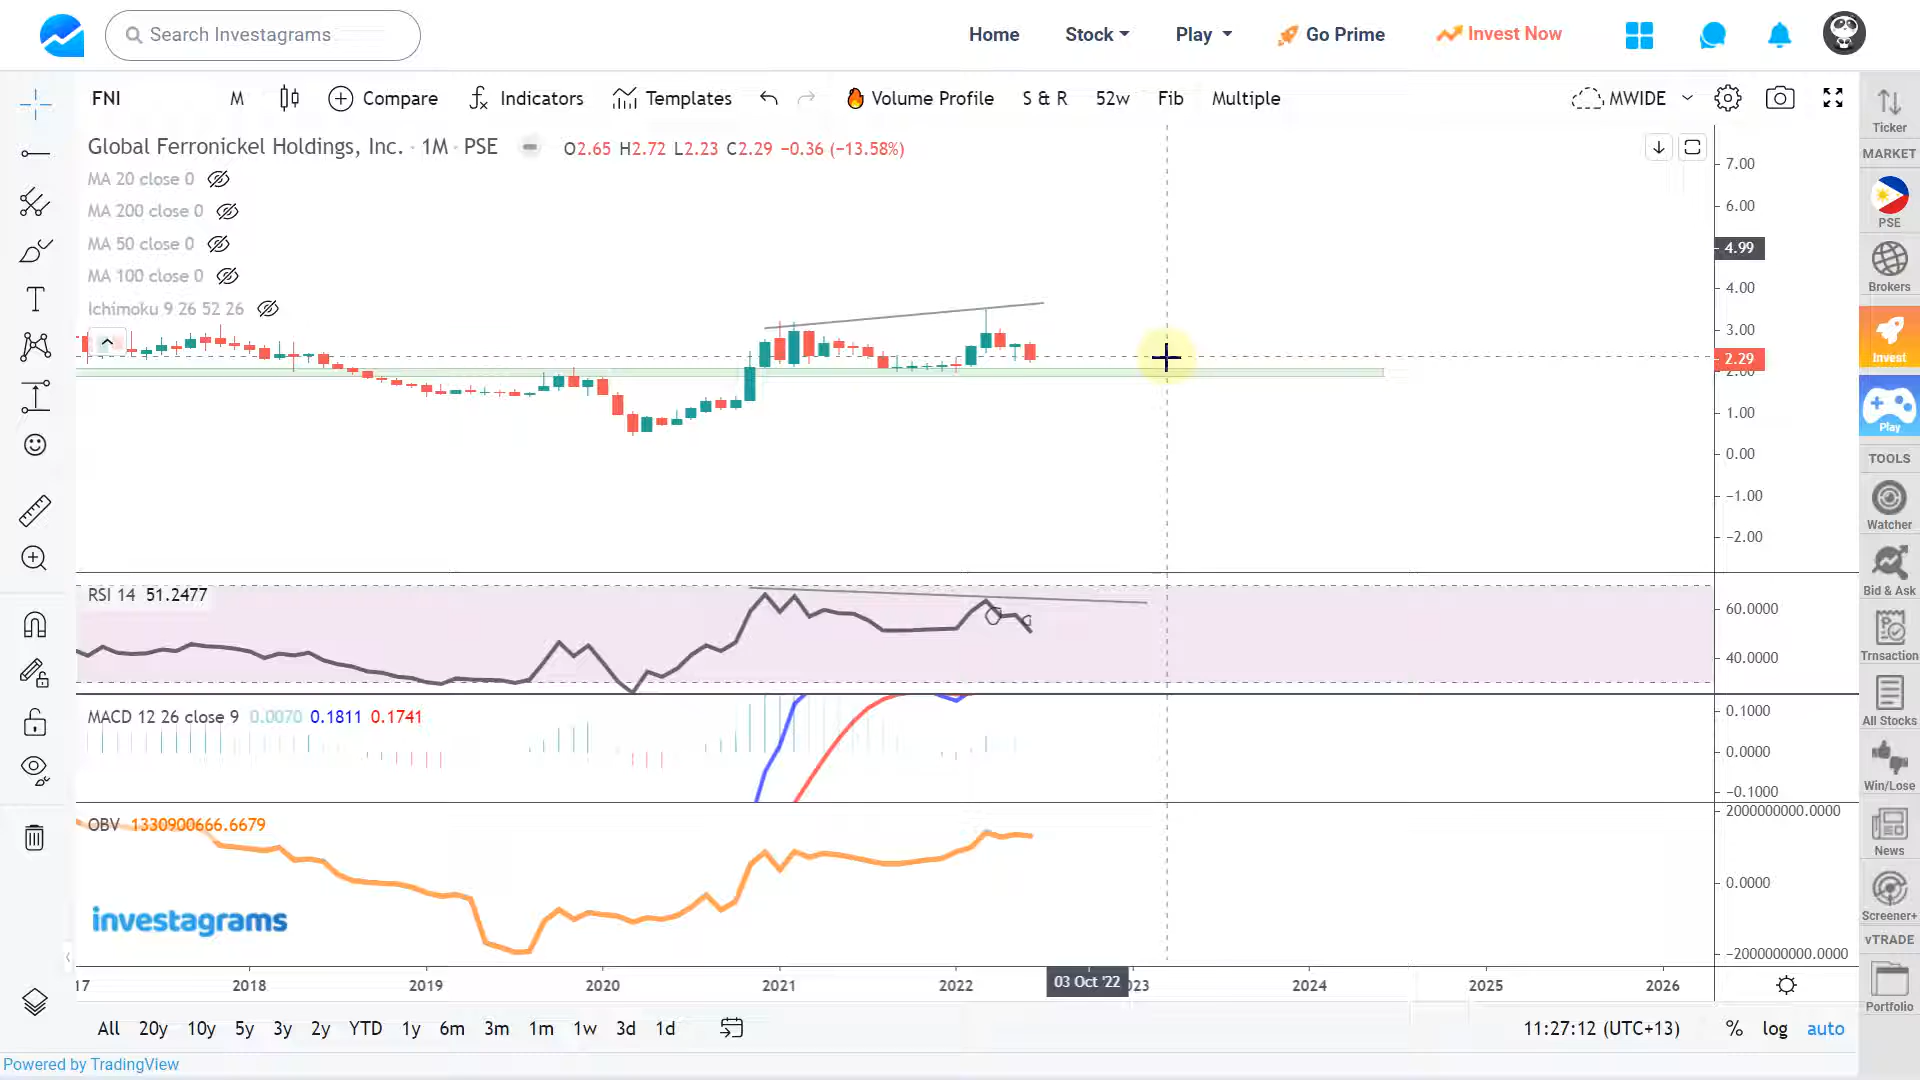 Search Investagrams
Home
Stock
Play
Go Prime
Invest Now
FNI
M
Compare
Indicators
Templates
Volume Profile
S & R
52w
Fib
Multiple
MWIDE
Global Ferronickel Holdings, Inc. · 1M · PSE
O2.65 H2.72 L2.23 C2.29 −0.36 (−13.58%)
MA 20 close 0
MA 200 close 0
MA 50 close 0
MA 100 close 0
Ichimoku 9 26 52 26
7.00
6.00
4.99
4.00
3.00
2.29
2.00
1.00
0.00
−1.00
−2.00
RSI 14 51.2477
60.0000
40.0000
MACD 12 26 close 9 0.0070 0.1811 0.1741
0.1000
0.0000
−0.1000
OBV 1330900666.6679
2000000000.0000
0.0000
−2000000000.0000
investagrams
17
2018
2019
2020
2021
2022
03 Oct '22
023
2024
2025
2026
All
20y
10y
5y
3y
2y
YTD
1y
6m
3m
1m
1w
3d
1d
11:27:12 (UTC+13)
%
log
auto
Powered by TradingView
Ticker
MARKET
PSE
Brokers
Invest
Play
TOOLS
Watcher
Bid & Ask
Trnsaction
All Stocks
Win/Lose
News
Screener+
vTRADE
Portfolio